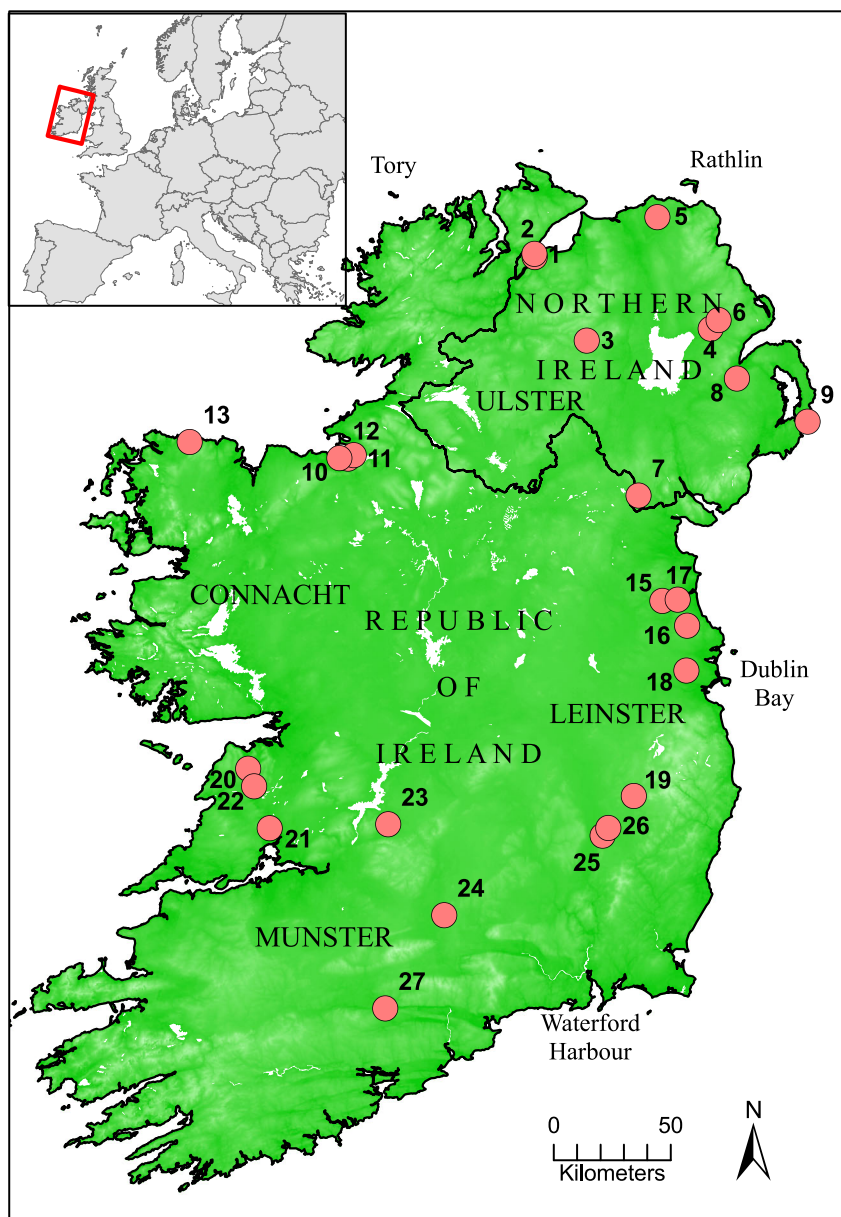 Tory
Rathlin
2
1
5
N O R T H E R N
6
3
4
I R E L A N D
8
ULSTER
9
13
12
10
11
7
CONNACHT
15
17
R E P U B L I C
16
O F
18
Dublin
Bay
LEINSTER
I R E L A N D
20
22
19
23
21
26
25
24
MUNSTER
27
Waterford
Harbour
0
50
Kilometers
N